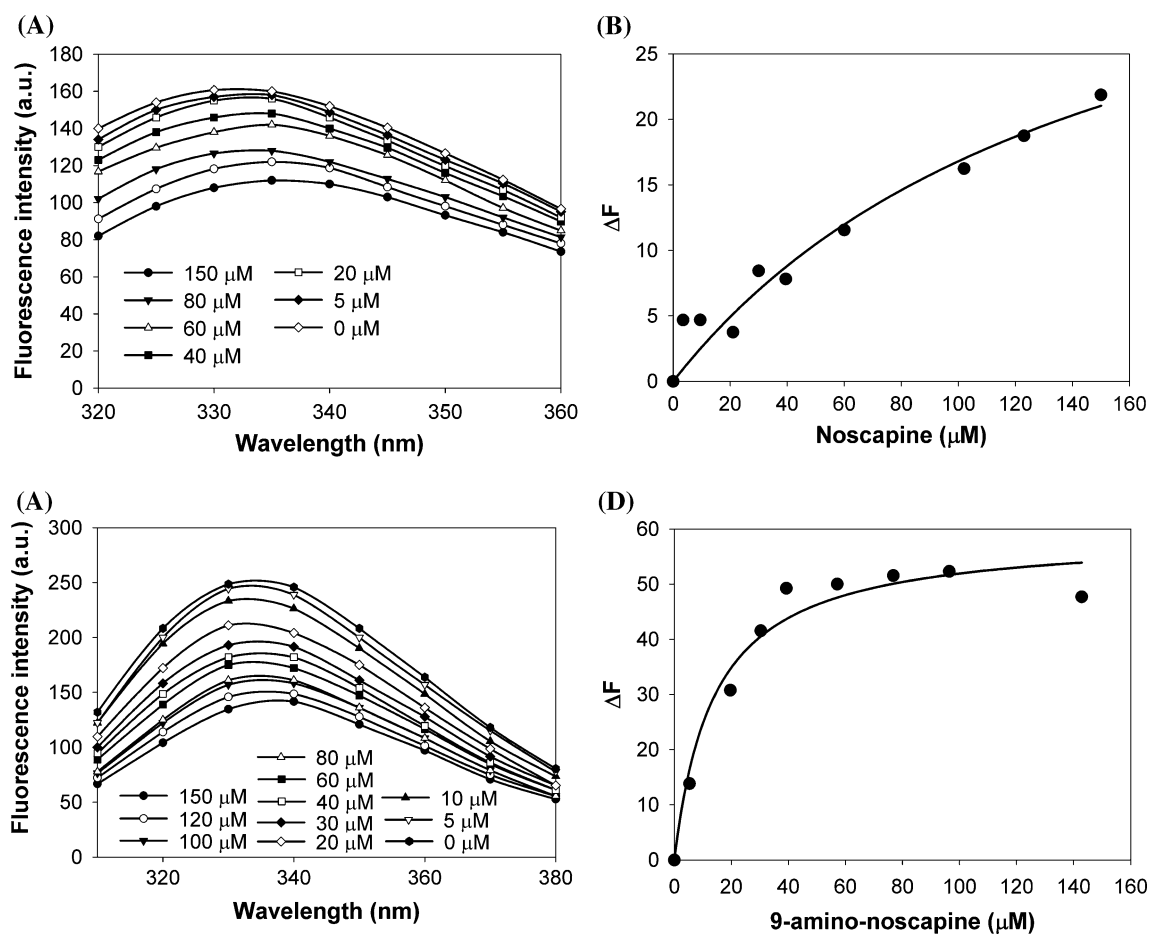 (A)
Fluorescence intensity (a.u.)
180
160
140
120
100
80
60
40
20
0
320
330
340
350
360
Wavelength (nm)
150 μM
80 μM
60 μM
40 μM
20 μM
5 μM
0 μM
(B)
ΔF
25
20
15
10
5
0
0
20
40
60
80
100
120
140
160
Noscapine (μM)
(A)
Fluorescence intensity (a.u.)
300
250
200
150
100
50
0
320
340
360
380
Wavelength (nm)
150 μM
120 μM
100 μM
80 μM
60 μM
40 μM
30 μM
20 μM
10 μM
5 μM
0 μM
(D)
ΔF
60
50
40
30
20
10
0
0
20
40
60
80
100
120
140
160
9-amino-noscapine (μM)